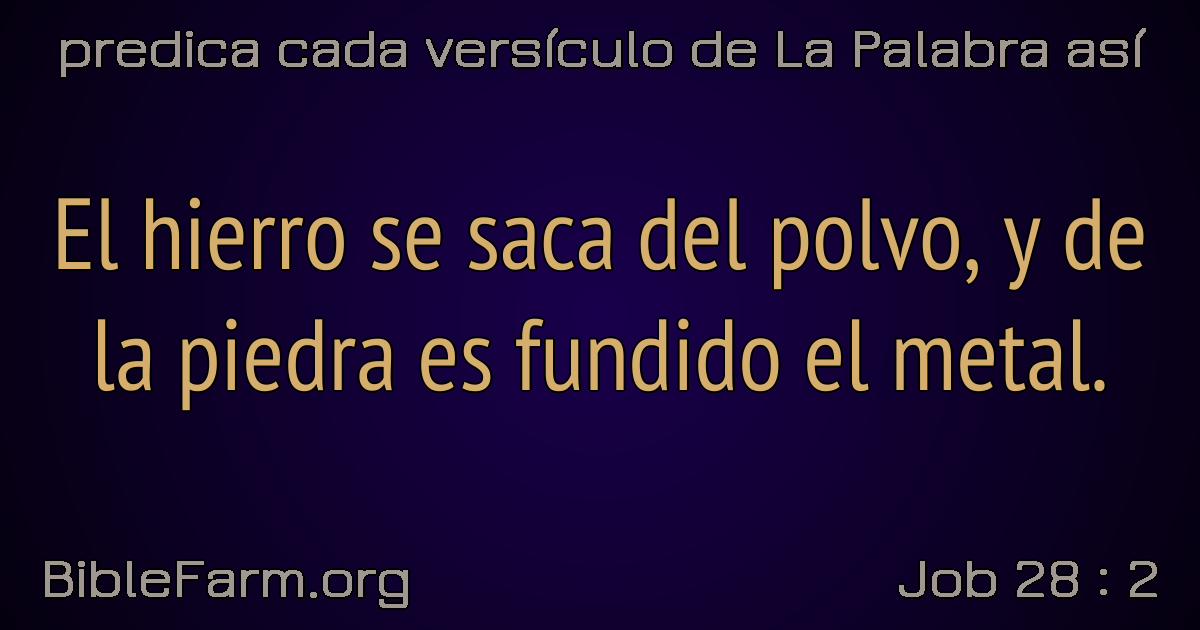 predica cada versículo de La Palabra así
El hierro se saca del polvo, y de
la piedra es fundido el metal.
BibleFarm.org
Job 28 : 2